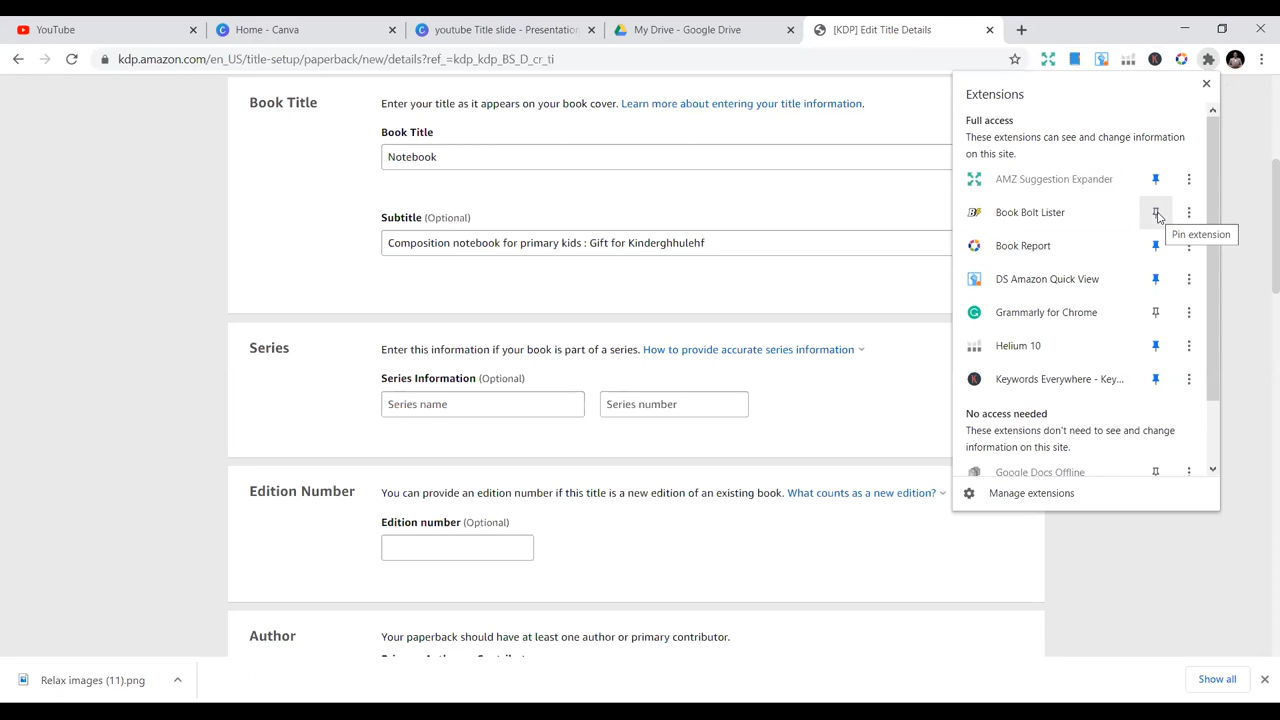 YouTube
Home - Canva
youtube Title slide - Presentation
My Drive - Google Drive
[KDP] Edit Title Details
kdp.amazon.com/en_US/title-setup/paperback/new/details?ref_=kdp_kdp_BS_D_cr_ti
Book Title
Enter your title as it appears on your book cover. Learn more about entering your title information.
Book Title
Notebook
Subtitle (Optional)
Composition notebook for primary kids : Gift for Kinderghhulehf
Series
Enter this information if your book is part of a series. How to provide accurate series information
Series Information (Optional)
Series name
Series number
Edition Number
You can provide an edition number if this title is a new edition of an existing book. What counts as a new edition?
Edition number (Optional)
Author
Your paperback should have at least one author or primary contributor.
Extensions
Full access
These extensions can see and change information
on this site.
AMZ Suggestion Expander
Book Bolt Lister
Pin extension
Book Report
DS Amazon Quick View
Grammarly for Chrome
Helium 10
Keywords Everywhere - Key...
No access needed
These extensions don't need to see and change
information on this site.
Google Docs Offline
Manage extensions
Relax images (11).png
Show all